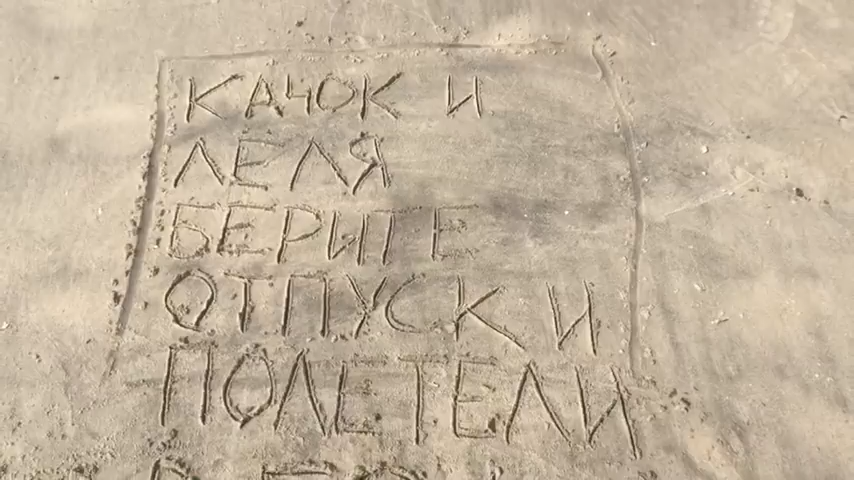 КАЧОК И
ЛЕЛЯ
БЕРИТЕ
ОТПУСК И
ПОЛЕТЕЛИ